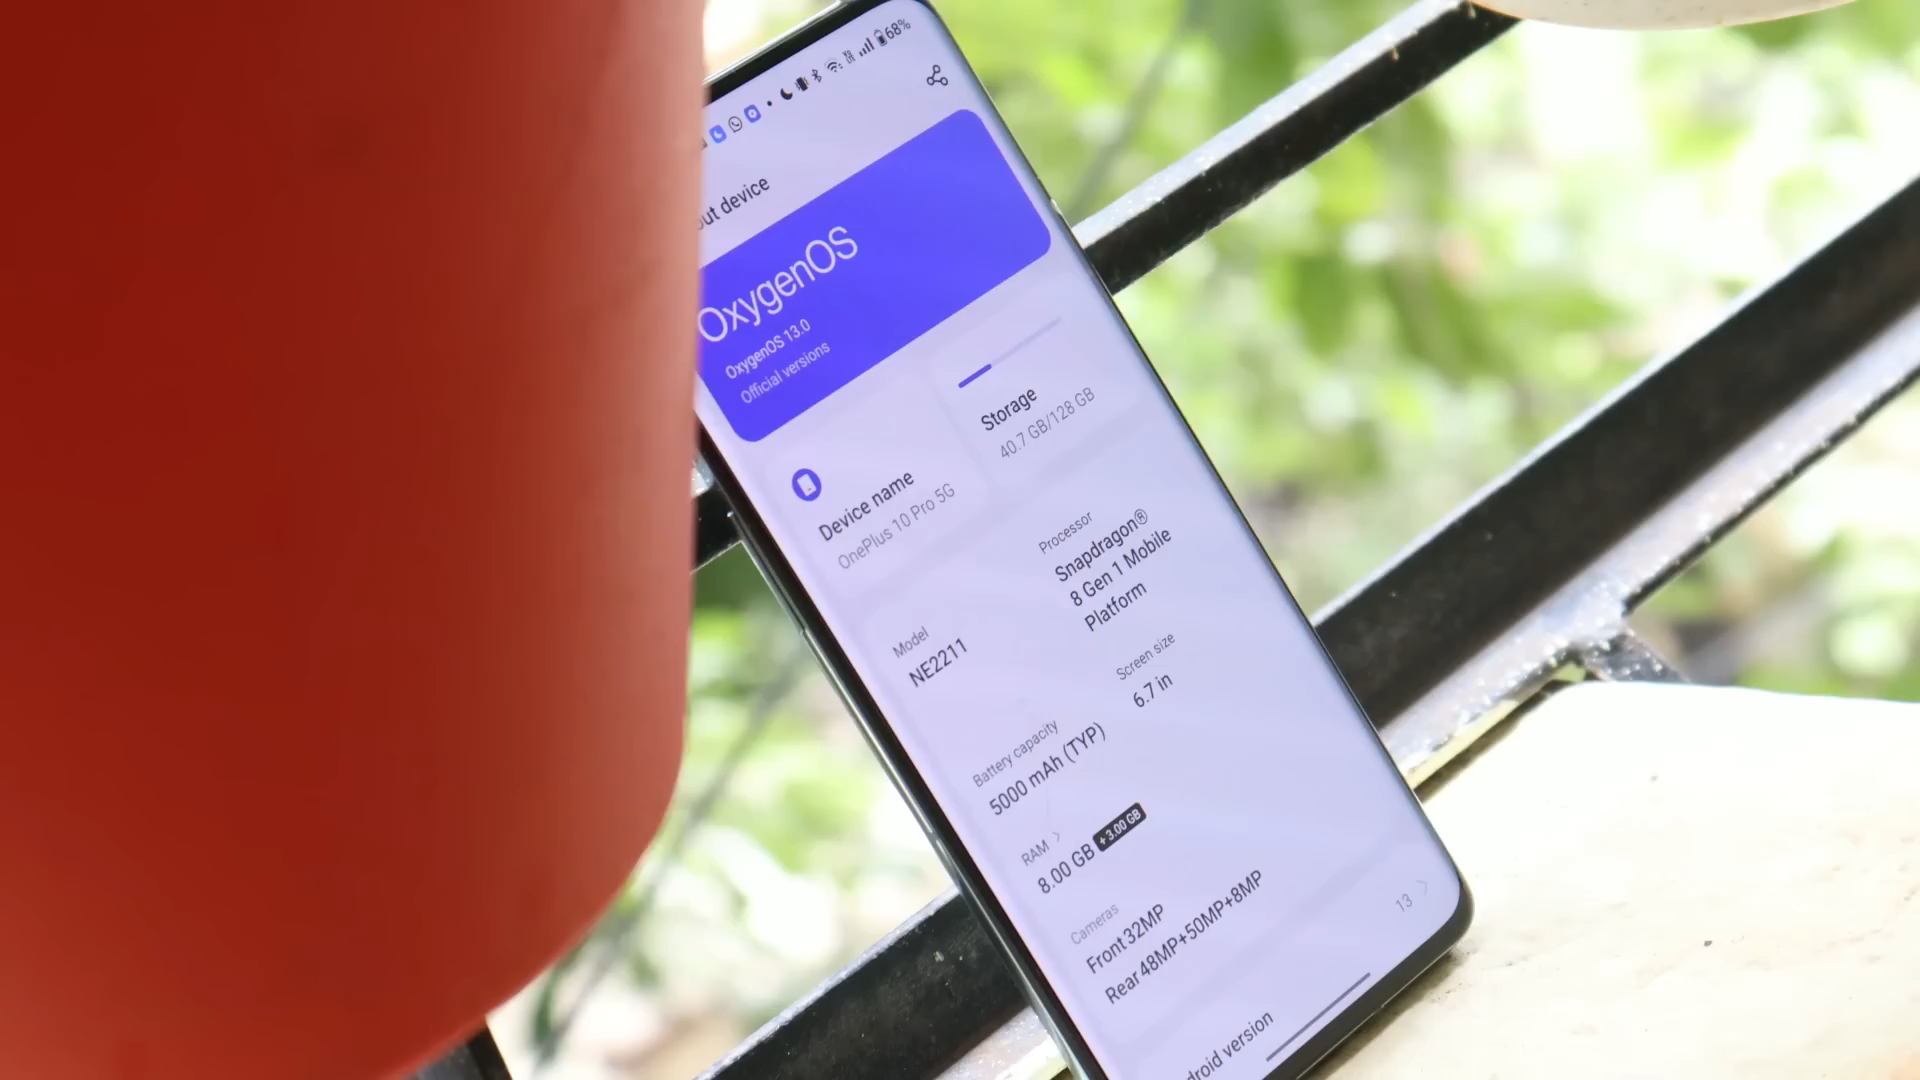 68%
out device
OxygenOS
OxygenOS 13.0
Official versions
Storage
40.7 GB/128 GB
Device name
OnePlus 10 Pro 5G
Processor
Snapdragon®
8 Gen 1 Mobile
Platform
Model
NE2211
Screen size
6.7 in
Battery capacity
5000 mAh (TYP)
RAM >
8.00 GB + 3.00 GB
Cameras
Front 32MP
Rear 48MP+50MP+8MP
droid version
13 >